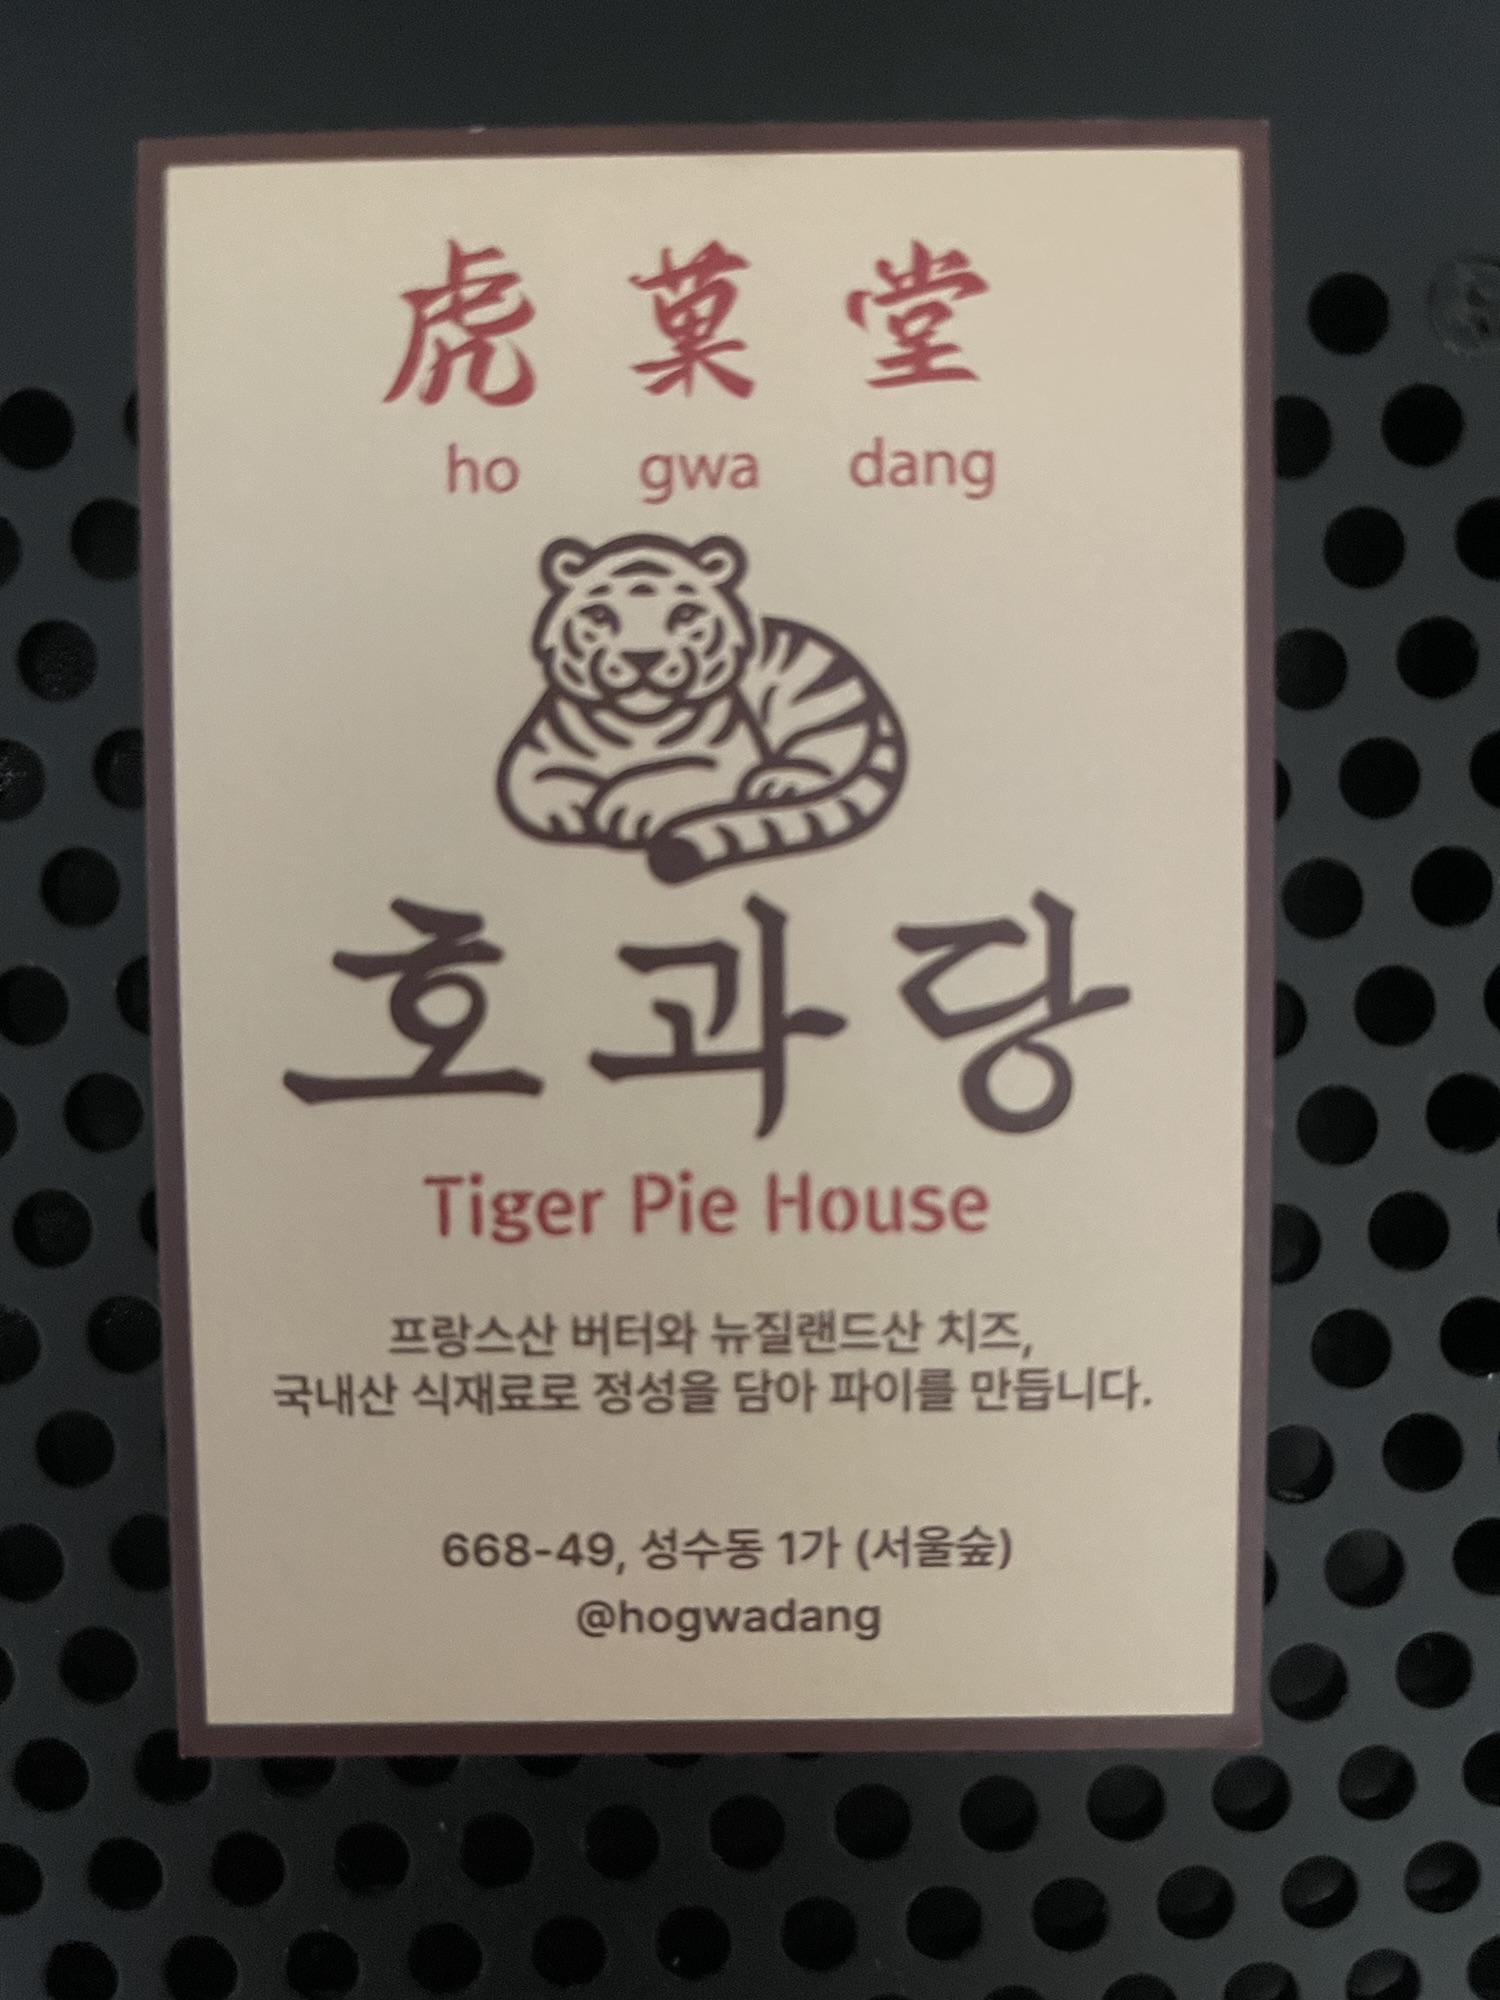 虎 菓 堂
ho gwa dang
호과당
Tiger Pie House
프랑스산 버터와 뉴질랜드산 치즈,
국내산 식재료로 정성을 담아 파이를 만듭니다.
668-49, 성수동 1가 (서울숲)
@hogwadang